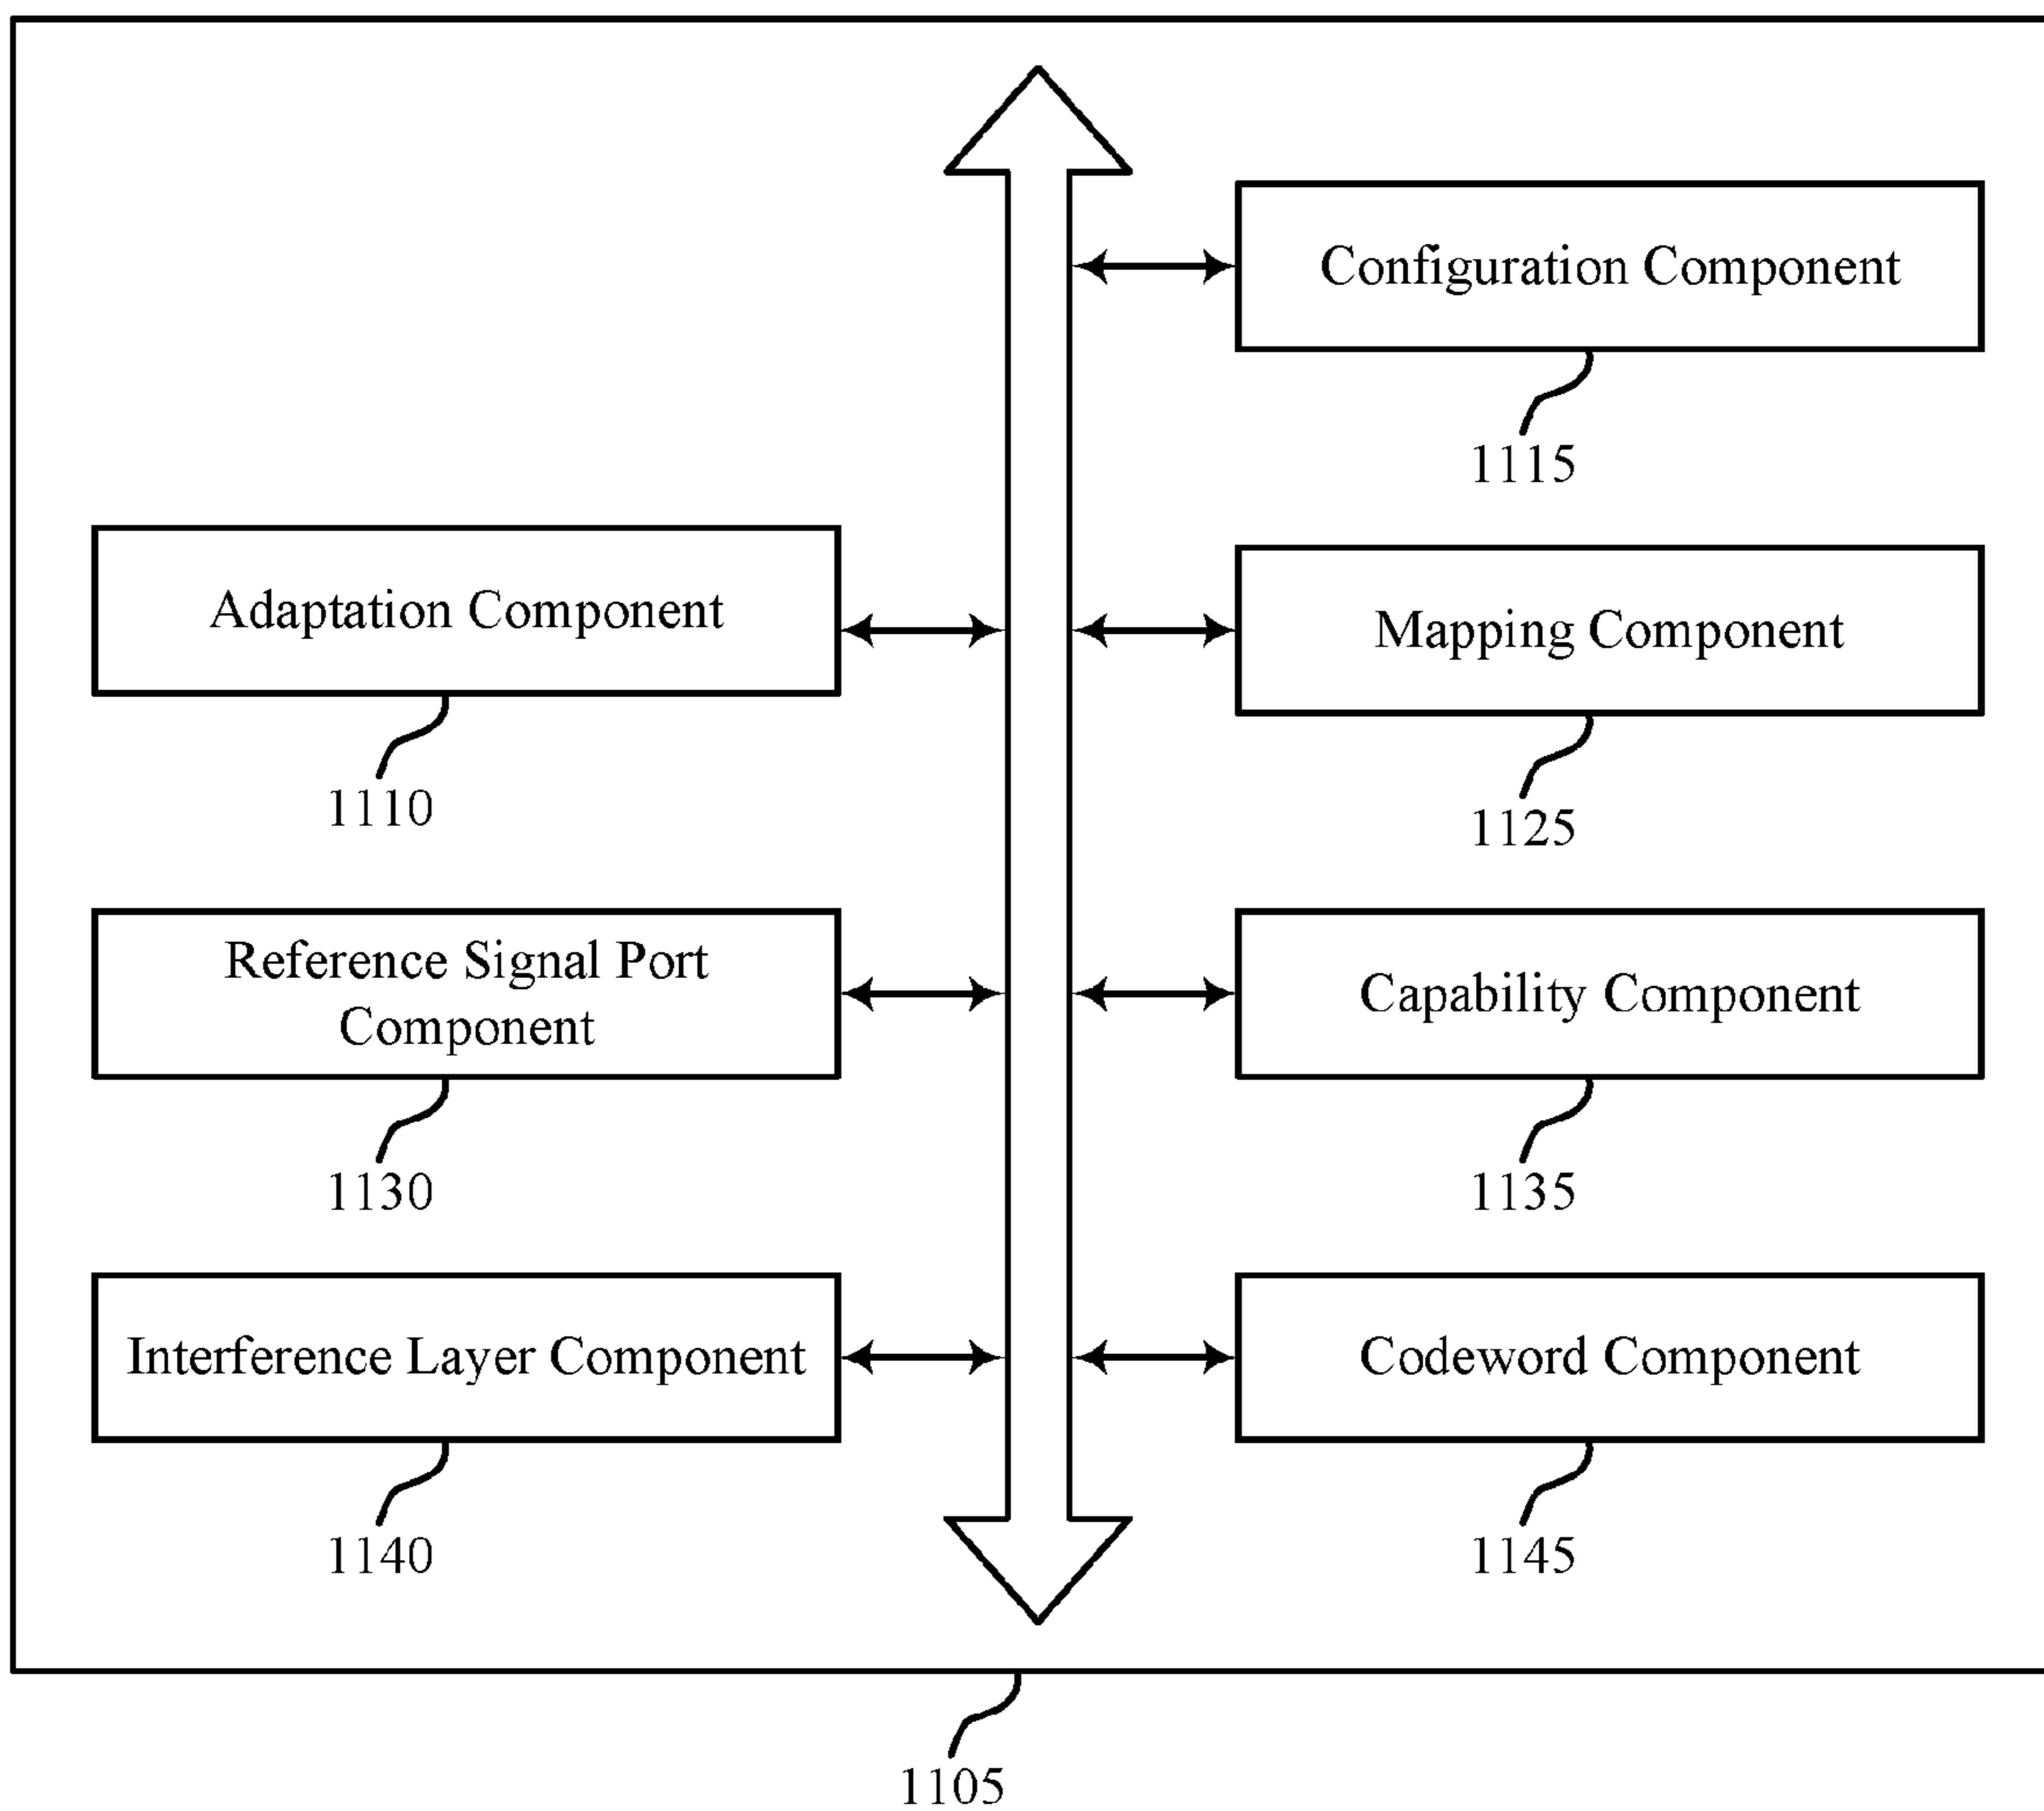 Configuration Component
1115
Adaptation Component
1110
Mapping Component
1125
Reference Signal Port
Component
1130
Capability Component
1135
Interference Layer Component
1140
Codeword Component
1145
1105